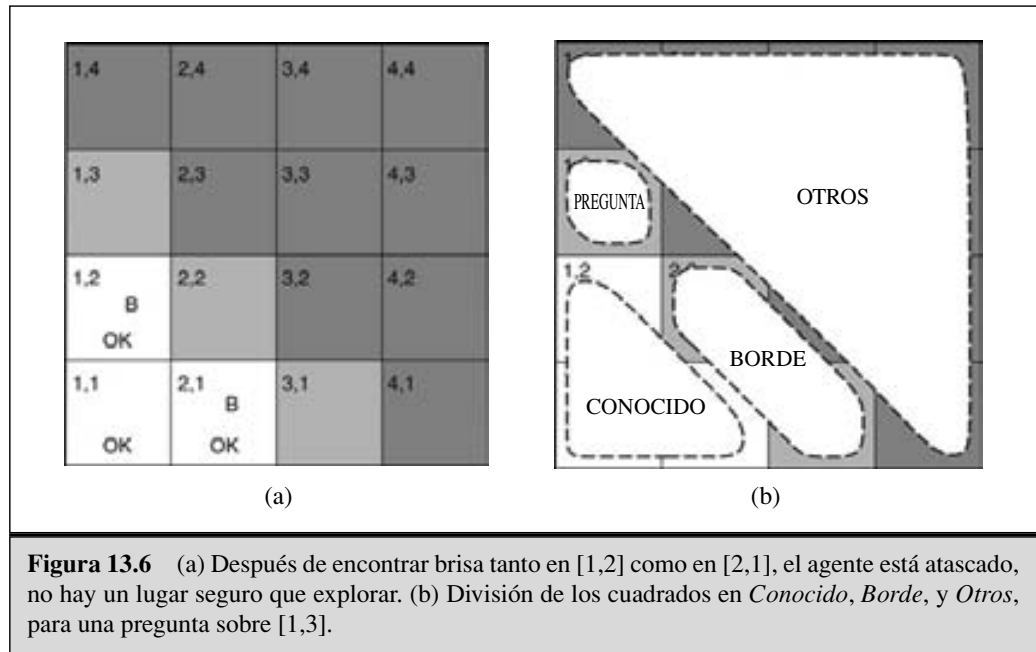 1,4 2,4 3,4 4,4
1,3 2,3 3,3 4,3
1,2 2,2 3,2 4,2
B
OK
1,1 2,1 3,1 4,1
B
OK OK
(a)
OTROS
PREGUNTA
1,2
BORDE
CONOCIDO
(b)
Figura 13.6 (a) Después de encontrar brisa tanto en [1,2] como en [2,1], el agente está atascado,
no hay un lugar seguro que explorar. (b) División de los cuadrados en Conocido, Borde, y Otros,
para una pregunta sobre [1,3].